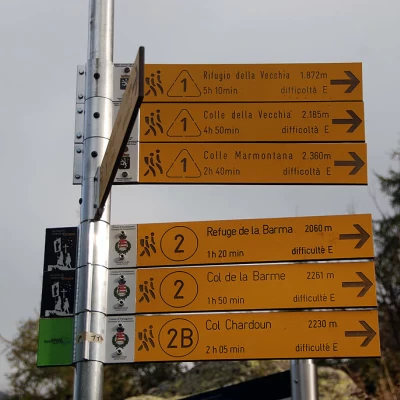 1 Rifugio della Vecchia 1.872m
5h 10min difficoltà E
1 Colle della Vecchia 2.185m
4h 50min difficoltà E
1 Colle Marmontana 2.360m
2h 40min difficoltà E
2 Refuge de la Barma 2060 m
1h 20 min difficulté E
2 Col de la Barme 2261 m
1h 50 min difficulté E
2B Col Chardoun 2230 m
2h 05 min difficulté E